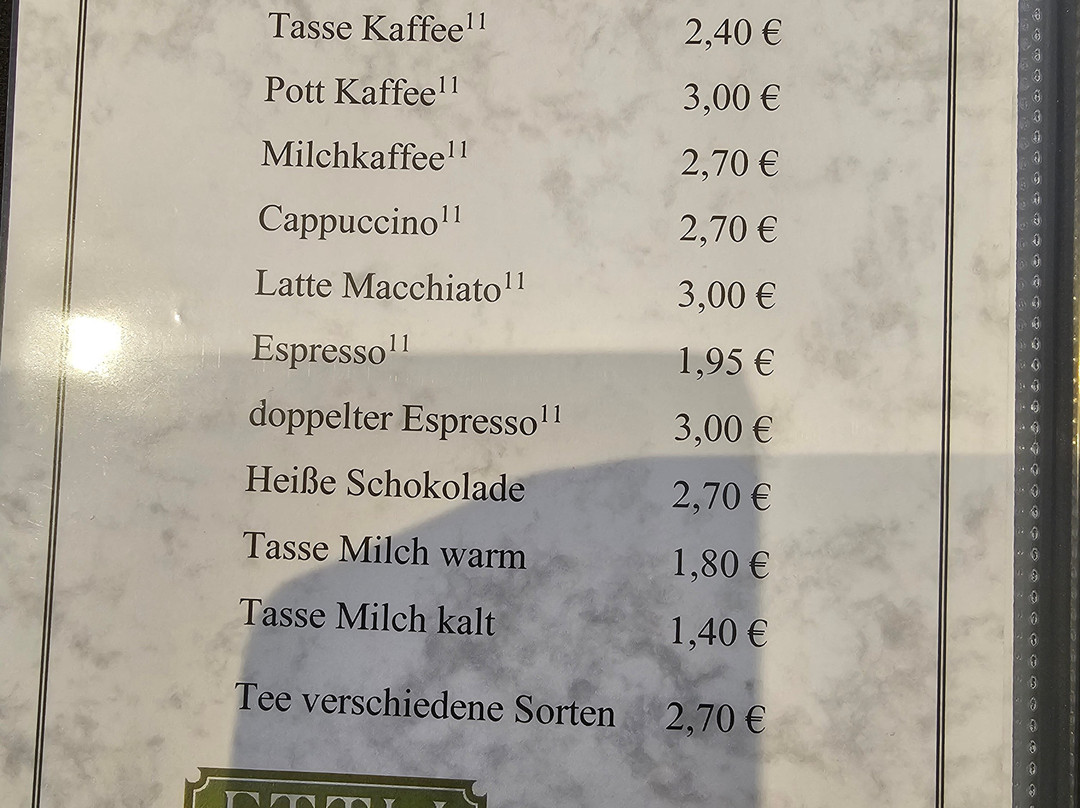 Tasse Kaffee¹¹ 2,40 €
Pott Kaffee¹¹ 3,00 €
Milchkaffee¹¹ 2,70 €
Cappuccino¹¹ 2,70 €
Latte Macchiato¹¹ 3,00 €
Espresso¹¹ 1,95 €
doppelter Espresso¹¹ 3,00 €
Heiße Schokolade 2,70 €
Tasse Milch warm 1,80 €
Tasse Milch kalt 1,40 €
Tee verschiedene Sorten 2,70 €